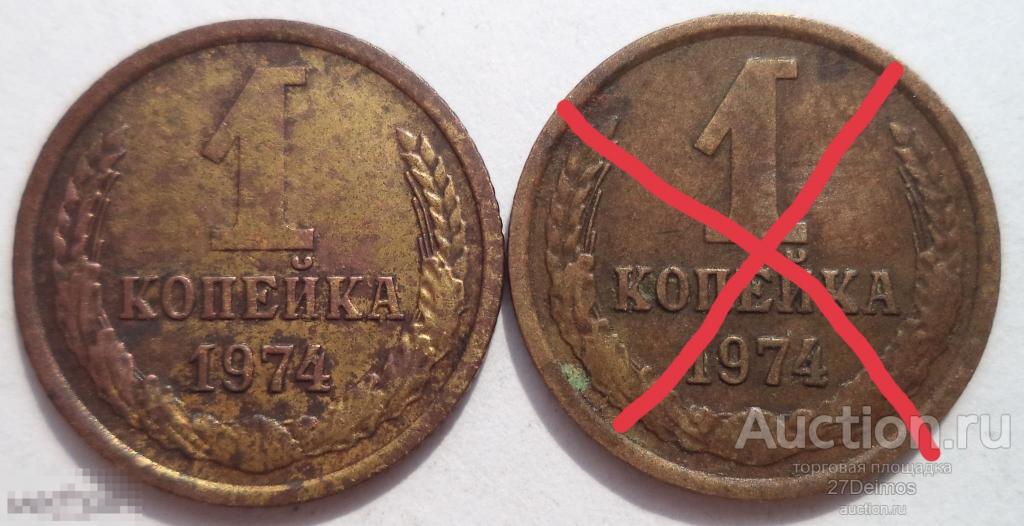 1
КОПЕЙКА
1974
1
КОПЕЙКА
1974
Auction.ru
торговая площадка
27Deimos
auction.ru